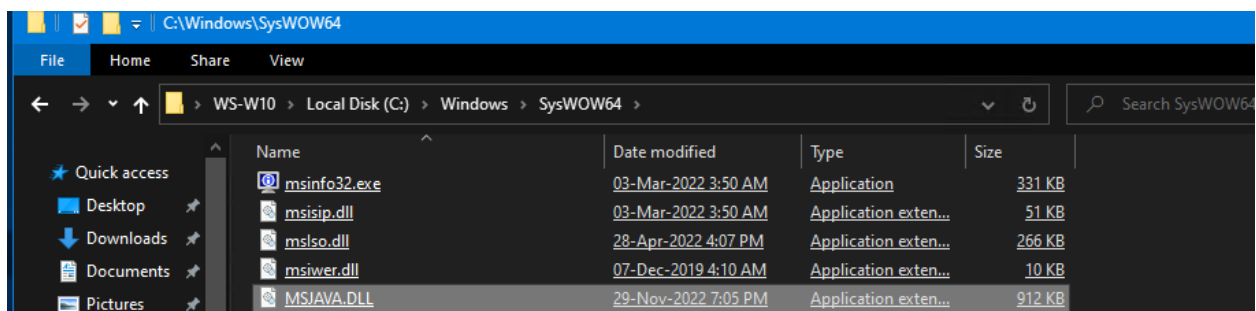 C:\Windows\SysWOW64
File Home Share View
WS-W10 > Local Disk (C:) > Windows > SysWOW64 > Search SysWOW64
Name Date modified Type Size
Quick access
Desktop
Downloads
Documents
Pictures
msinfo32.exe 03-Mar-2022 3:50 AM Application 331 KB
msisip.dll 03-Mar-2022 3:50 AM Application exten... 51 KB
mslso.dll 28-Apr-2022 4:07 PM Application exten... 266 KB
msiwer.dll 07-Dec-2019 4:10 AM Application exten... 10 KB
MSJAVA.DLL 29-Nov-2022 7:05 PM Application exten... 912 KB